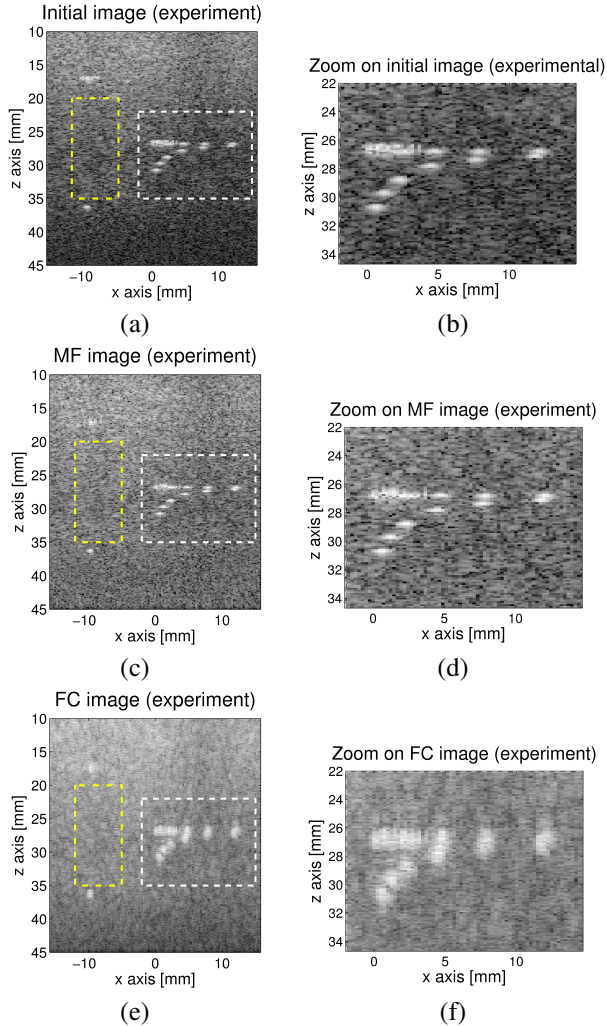 Initial image (experiment)
10
15
20
25
30
35
40
45
z axis [mm]
−10 0 10
x axis [mm]
(a)
Zoom on initial image (experimental)
22
24
26
28
30
32
34
z axis [mm]
0 5 10
x axis [mm]
(b)
MF image (experiment)
10
15
20
25
30
35
40
45
z axis [mm]
−10 0 10
x axis [mm]
(c)
Zoom on MF image (experiment)
22
24
26
28
30
32
34
z axis [mm]
0 5 10
x axis [mm]
(d)
FC image (experiment)
10
15
20
25
30
35
40
45
z axis [mm]
−10 0 10
x axis [mm]
(e)
Zoom on FC image (experiment)
22
24
26
28
30
32
34
z axis [mm]
0 5 10
x axis [mm]
(f)